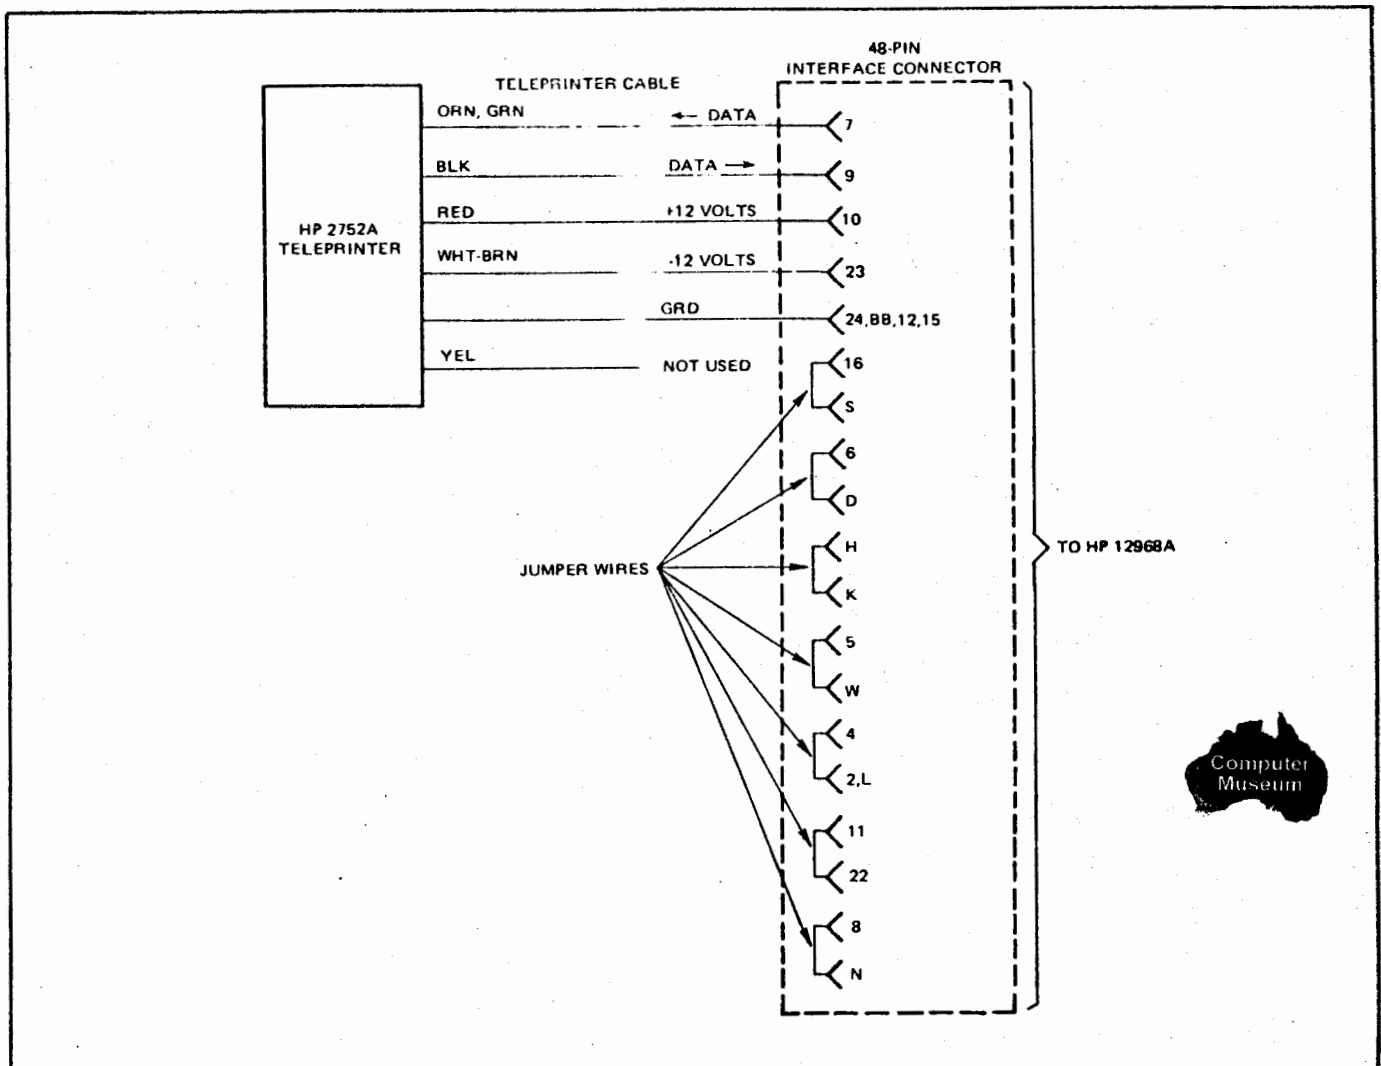 48-PIN
INTERFACE CONNECTOR
TELEPRINTER CABLE
ORN, GRN
← DATA
7
BLK
DATA →
9
HP 2752A
TELEPRINTER
RED
+12 VOLTS
10
WHT-BRN
-12 VOLTS
23
GRD
24,BB,12,15
YEL
NOT USED
16
S
6
D
H
K
TO HP 12968A
JUMPER WIRES
5
W
4
2,L
Computer
Museum
11
22
8
N